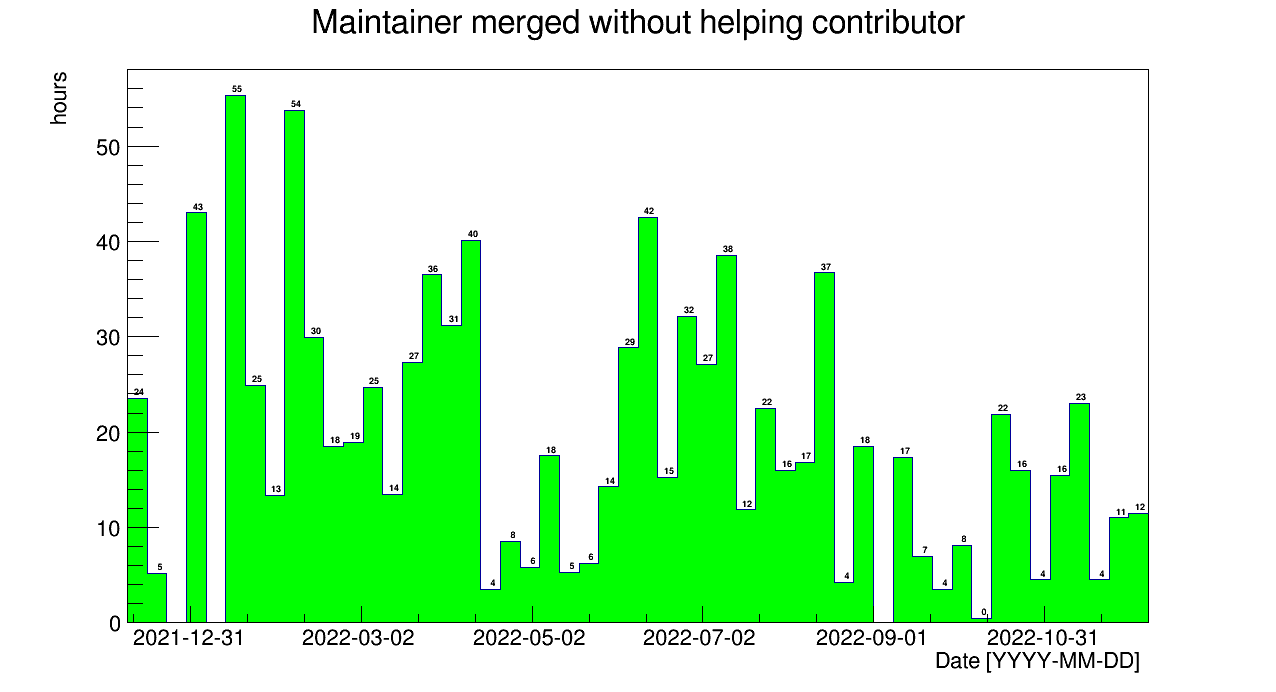 Maintainer merged without helping contributor
hours
50
40
30
20
10
0
24 5 43 55 25 13 54 30 18 19 25 14 27 36 31 40 4 8 6 18 5 6 14 29 42 15 32 27 38 12 22 16 17 37 4 18 17 7 4 8 0 22 16 4 16 23 4 11 12
2021-12-31 2022-03-02 2022-05-02 2022-07-02 2022-09-01 2022-10-31
Date [YYYY-MM-DD]